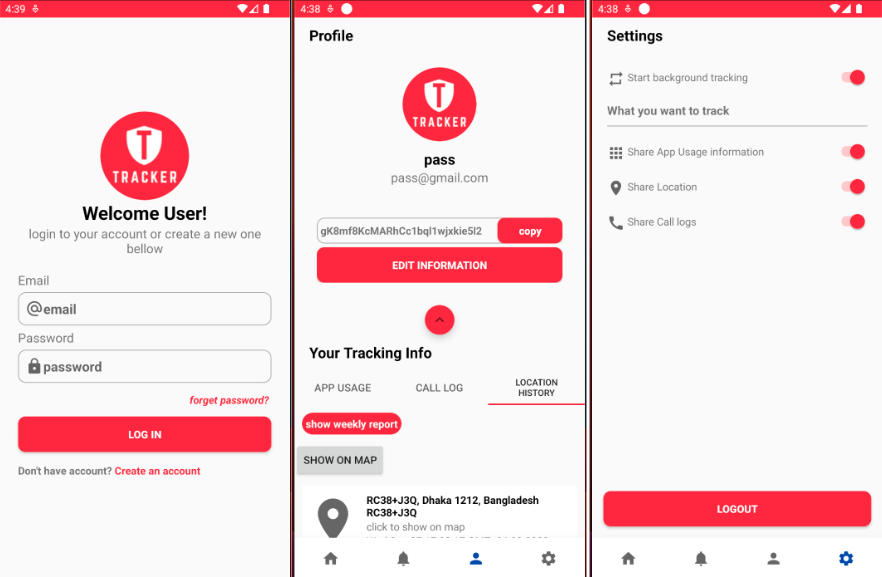 4:39
T
TRACKER
Welcome User!
login to your account or create a new one
bellow
Email
@email
Password
password
forget password?
LOG IN
Don't have account? Create an account
4:38
Profile
T
TRACKER
pass
pass@gmail.com
gK8mf8KcMARhCc1bql1wjxkie5l2
copy
EDIT INFORMATION
Your Tracking Info
APP USAGE
CALL LOG
LOCATION
HISTORY
show weekly report
SHOW ON MAP
RC38+J3Q, Dhaka 1212, Bangladesh
RC38+J3Q
click to show on map
4:38
Settings
Start background tracking
What you want to track
Share App Usage information
Share Location
Share Call logs
LOGOUT